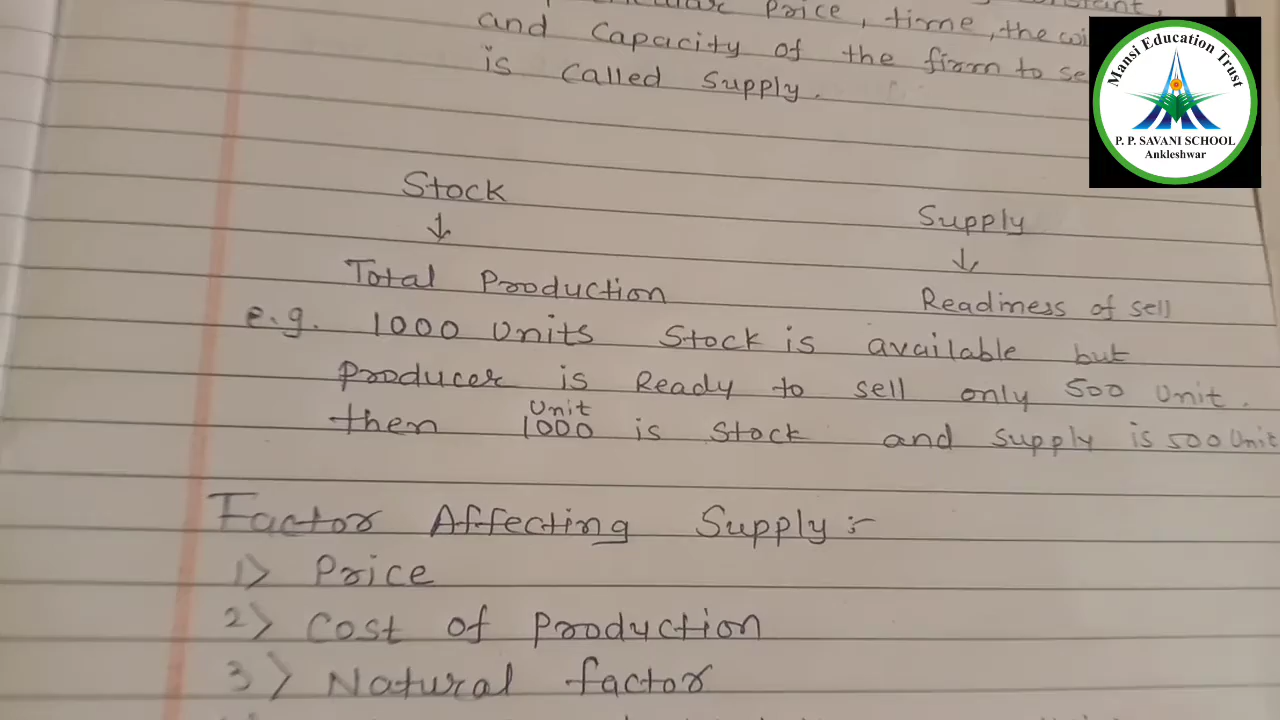 Price, time, the
and Capacity of the firm to se
is called Supply.
Mansi Education Trust
P. P. SAVANI SCHOOL
Ankleshwar
Stock
Supply
↓
↓
Total Production
Readiness of sell
e.g. 1000 Units Stock is available but
Producer is Ready to sell only 500 Unit.
then 1000 Unit is Stock and supply is 500 Unit
Factor Affecting Supply :-
1) Price
2) Cost of Production
3) Natural factor